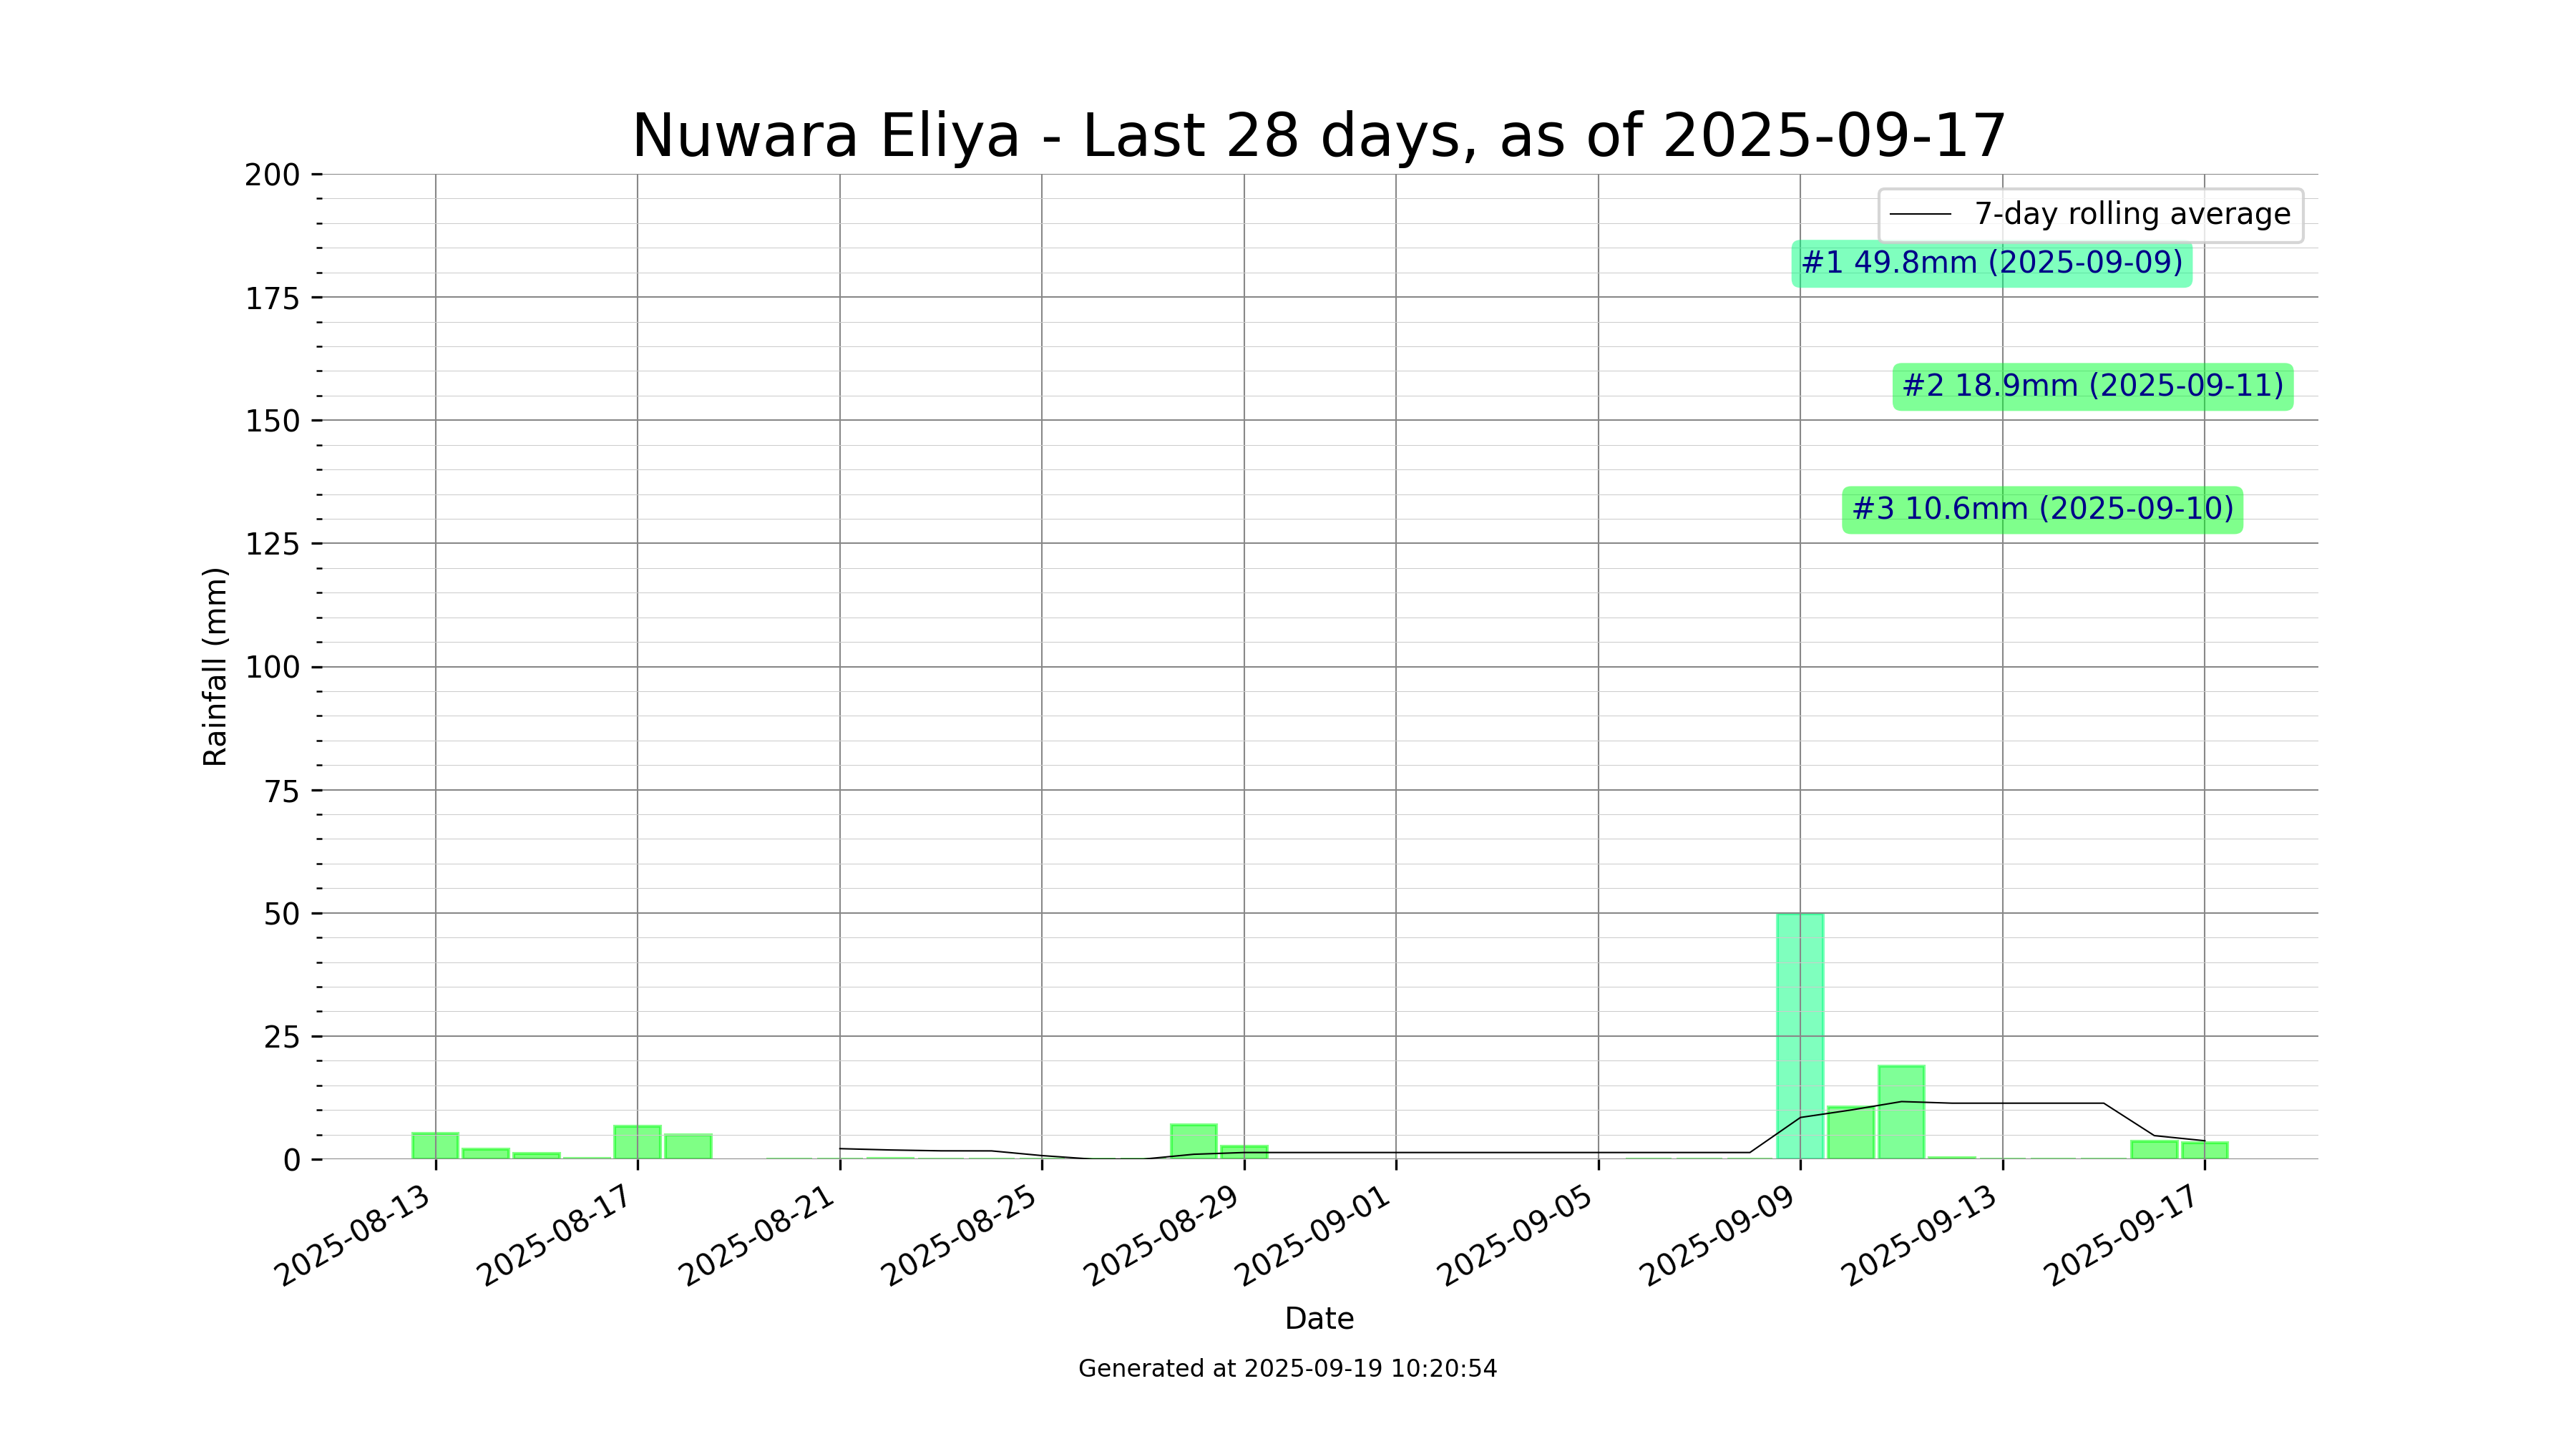 Nuwara Eliya - Last 28 days, as of 2025-09-17
200
175
150
125
100
75
50
25
0
Rainfall (mm)
7-day rolling average
#1 49.8mm (2025-09-09)
#2 18.9mm (2025-09-11)
#3 10.6mm (2025-09-10)
2025-08-13
2025-08-17
2025-08-21
2025-08-25
2025-08-29
2025-09-01
2025-09-05
2025-09-09
2025-09-13
2025-09-17
Date
Generated at 2025-09-19 10:20:54